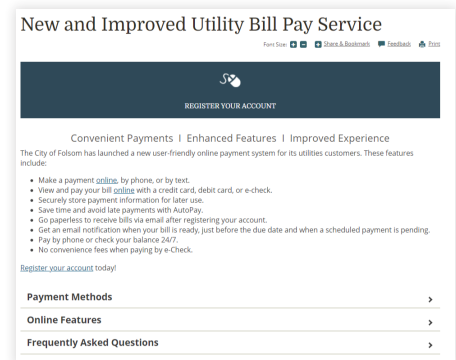 New and Improved Utility Bill Pay Service
Font Size: + - + Share & Bookmark Feedback Print
REGISTER YOUR ACCOUNT
Convenient Payments I Enhanced Features I Improved Experience
The City of Folsom has launched a new user-friendly online payment system for its utilities customers. These features
include:
• Make a payment online, by phone, or by text.
• View and pay your bill online with a credit card, debit card, or e-check.
• Securely store payment information for later use.
• Save time and avoid late payments with AutoPay.
• Go paperless to receive bills via email after registering your account.
• Get an email notification when your bill is ready, just before the due date and when a scheduled payment is pending.
• Pay by phone or check your balance 24/7.
• No convenience fees when paying by e-Check.
Register your account today!
Payment Methods
Online Features
Frequently Asked Questions